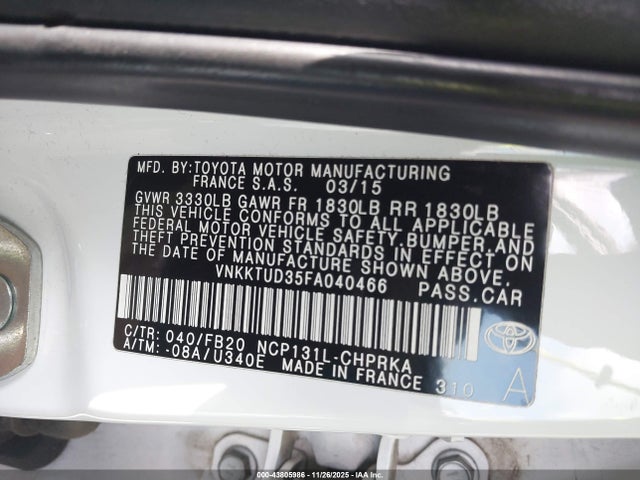 MFD. BY:TOYOTA MOTOR MANUFACTURING
FRANCE S.A.S. 03/15
GVWR 3330LB GAWR FR 1830LB RR 1830LB
THIS VEHICLE CONFORMS TO ALL APPLICABLE
FEDERAL MOTOR VEHICLE SAFETY,BUMPER,AND
THEFT PREVENTION STANDARDS IN EFFECT ON
THE DATE OF MANUFACTURE SHOWN ABOVE.
VNKKTUD35FA040466 PASS.CAR
C/TR: 040/FB20 NCP131L-CHPRKA
A/TM: -08A/U340E MADE IN FRANCE 310
A
© 000-43805986 - 11/26/2025 - IAA Inc.